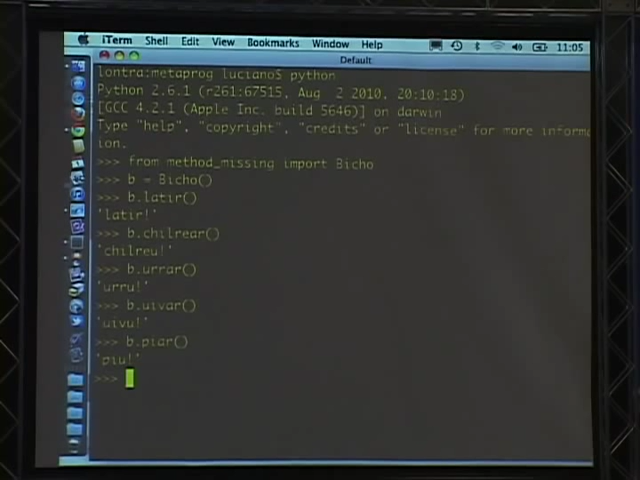 iTerm Shell Edit View Bookmarks Window Help 11:05
Default
lontra:metaprog luciano$ python
Python 2.6.1 (r261:67515, Aug 2 2010, 20:10:18)
[GCC 4.2.1 (Apple Inc. build 5646)] on darwin
Type "help", "copyright", "credits" or "license" for more informat
ion.
>>> from method_missing import Bicho
>>> b = Bicho()
>>> b.latir()
'latir!'
>>> b.chilrear()
'chilreu!'
>>> b.urrar()
'urru!'
>>> b.uivar()
'uivu!'
>>> b.piar()
'piu!'
>>>